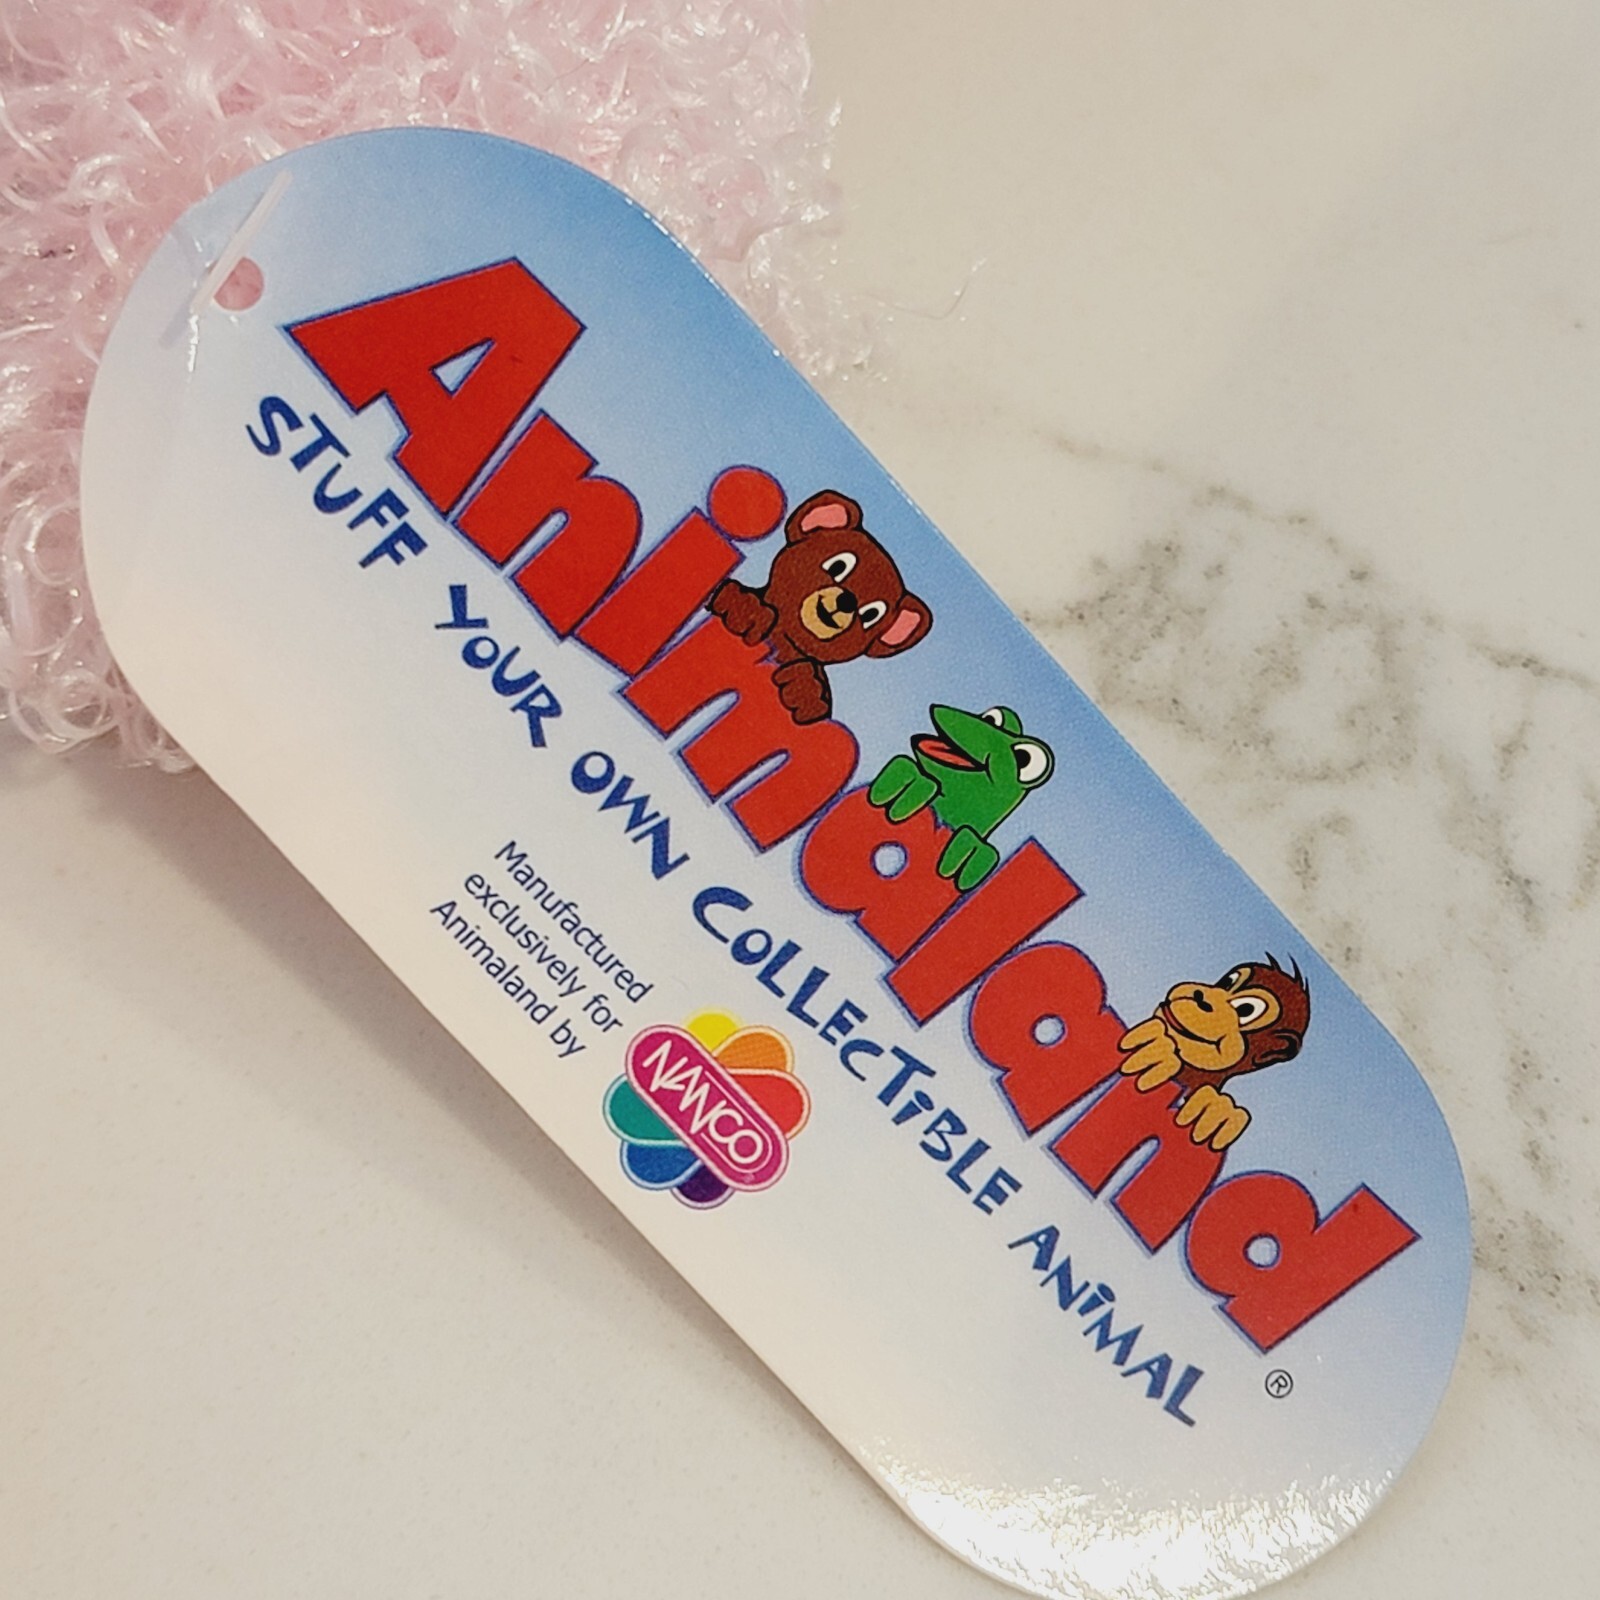 Animaland
STUFF YOUR OWN COLLECTIBLE ANIMAL
®
Manufactured
exclusively for
Animaland by
NANCO